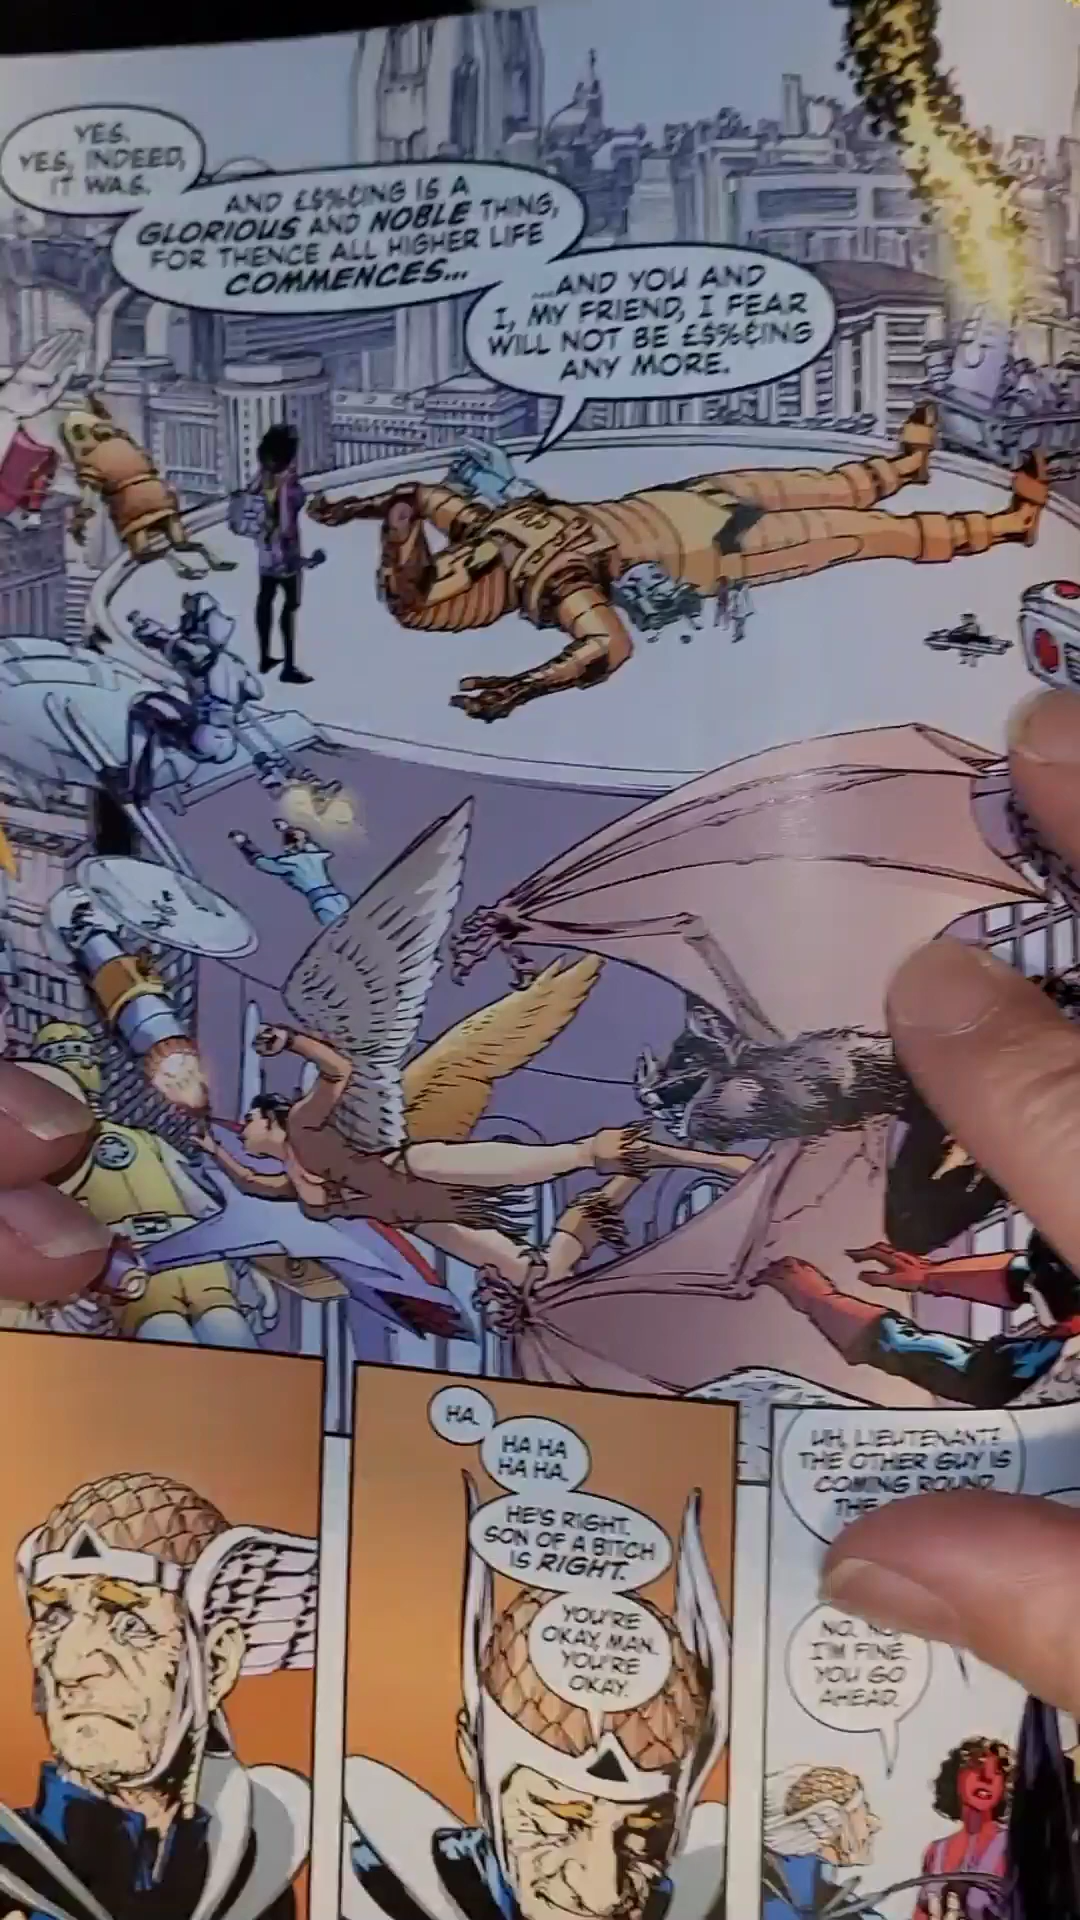 YES.
YES, INDEED,
IT WAS.
AND £$%¢ING IS A
GLORIOUS AND NOBLE THING,
FOR THENCE ALL HIGHER LIFE
COMMENCES...
...AND YOU AND
I, MY FRIEND, I FEAR
WILL NOT BE £$%¢ING
ANY MORE.
HA.
HA HA
HA HA.
HE'S RIGHT.
SON OF A BITCH
IS RIGHT.
YOU'RE
OKAY, MAN.
YOU'RE
OKAY.
UH, LIEUTENANT?
THE OTHER GUY IS
COMING ROUND
THE
NO,
I'M FINE.
YOU GO
AHEAD.